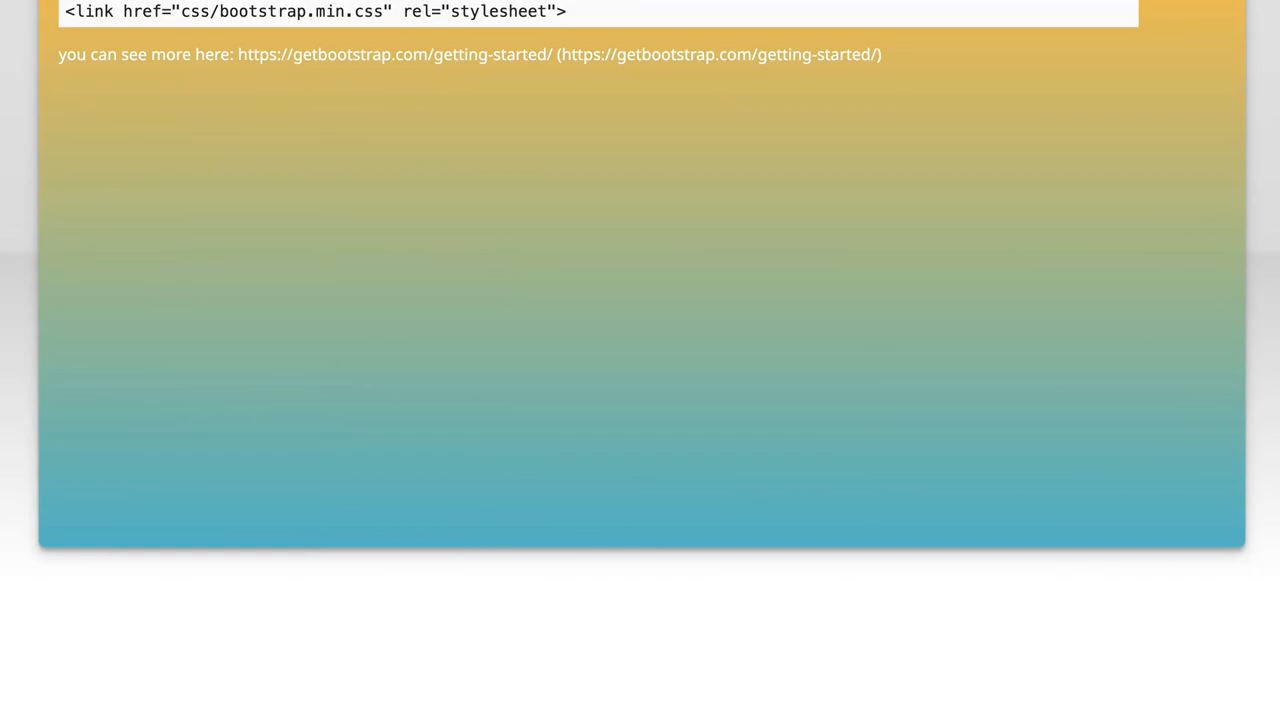 <link href="css/bootstrap.min.css" rel="stylesheet">
you can see more here: https://getbootstrap.com/getting-started/ (https://getbootstrap.com/getting-started/)